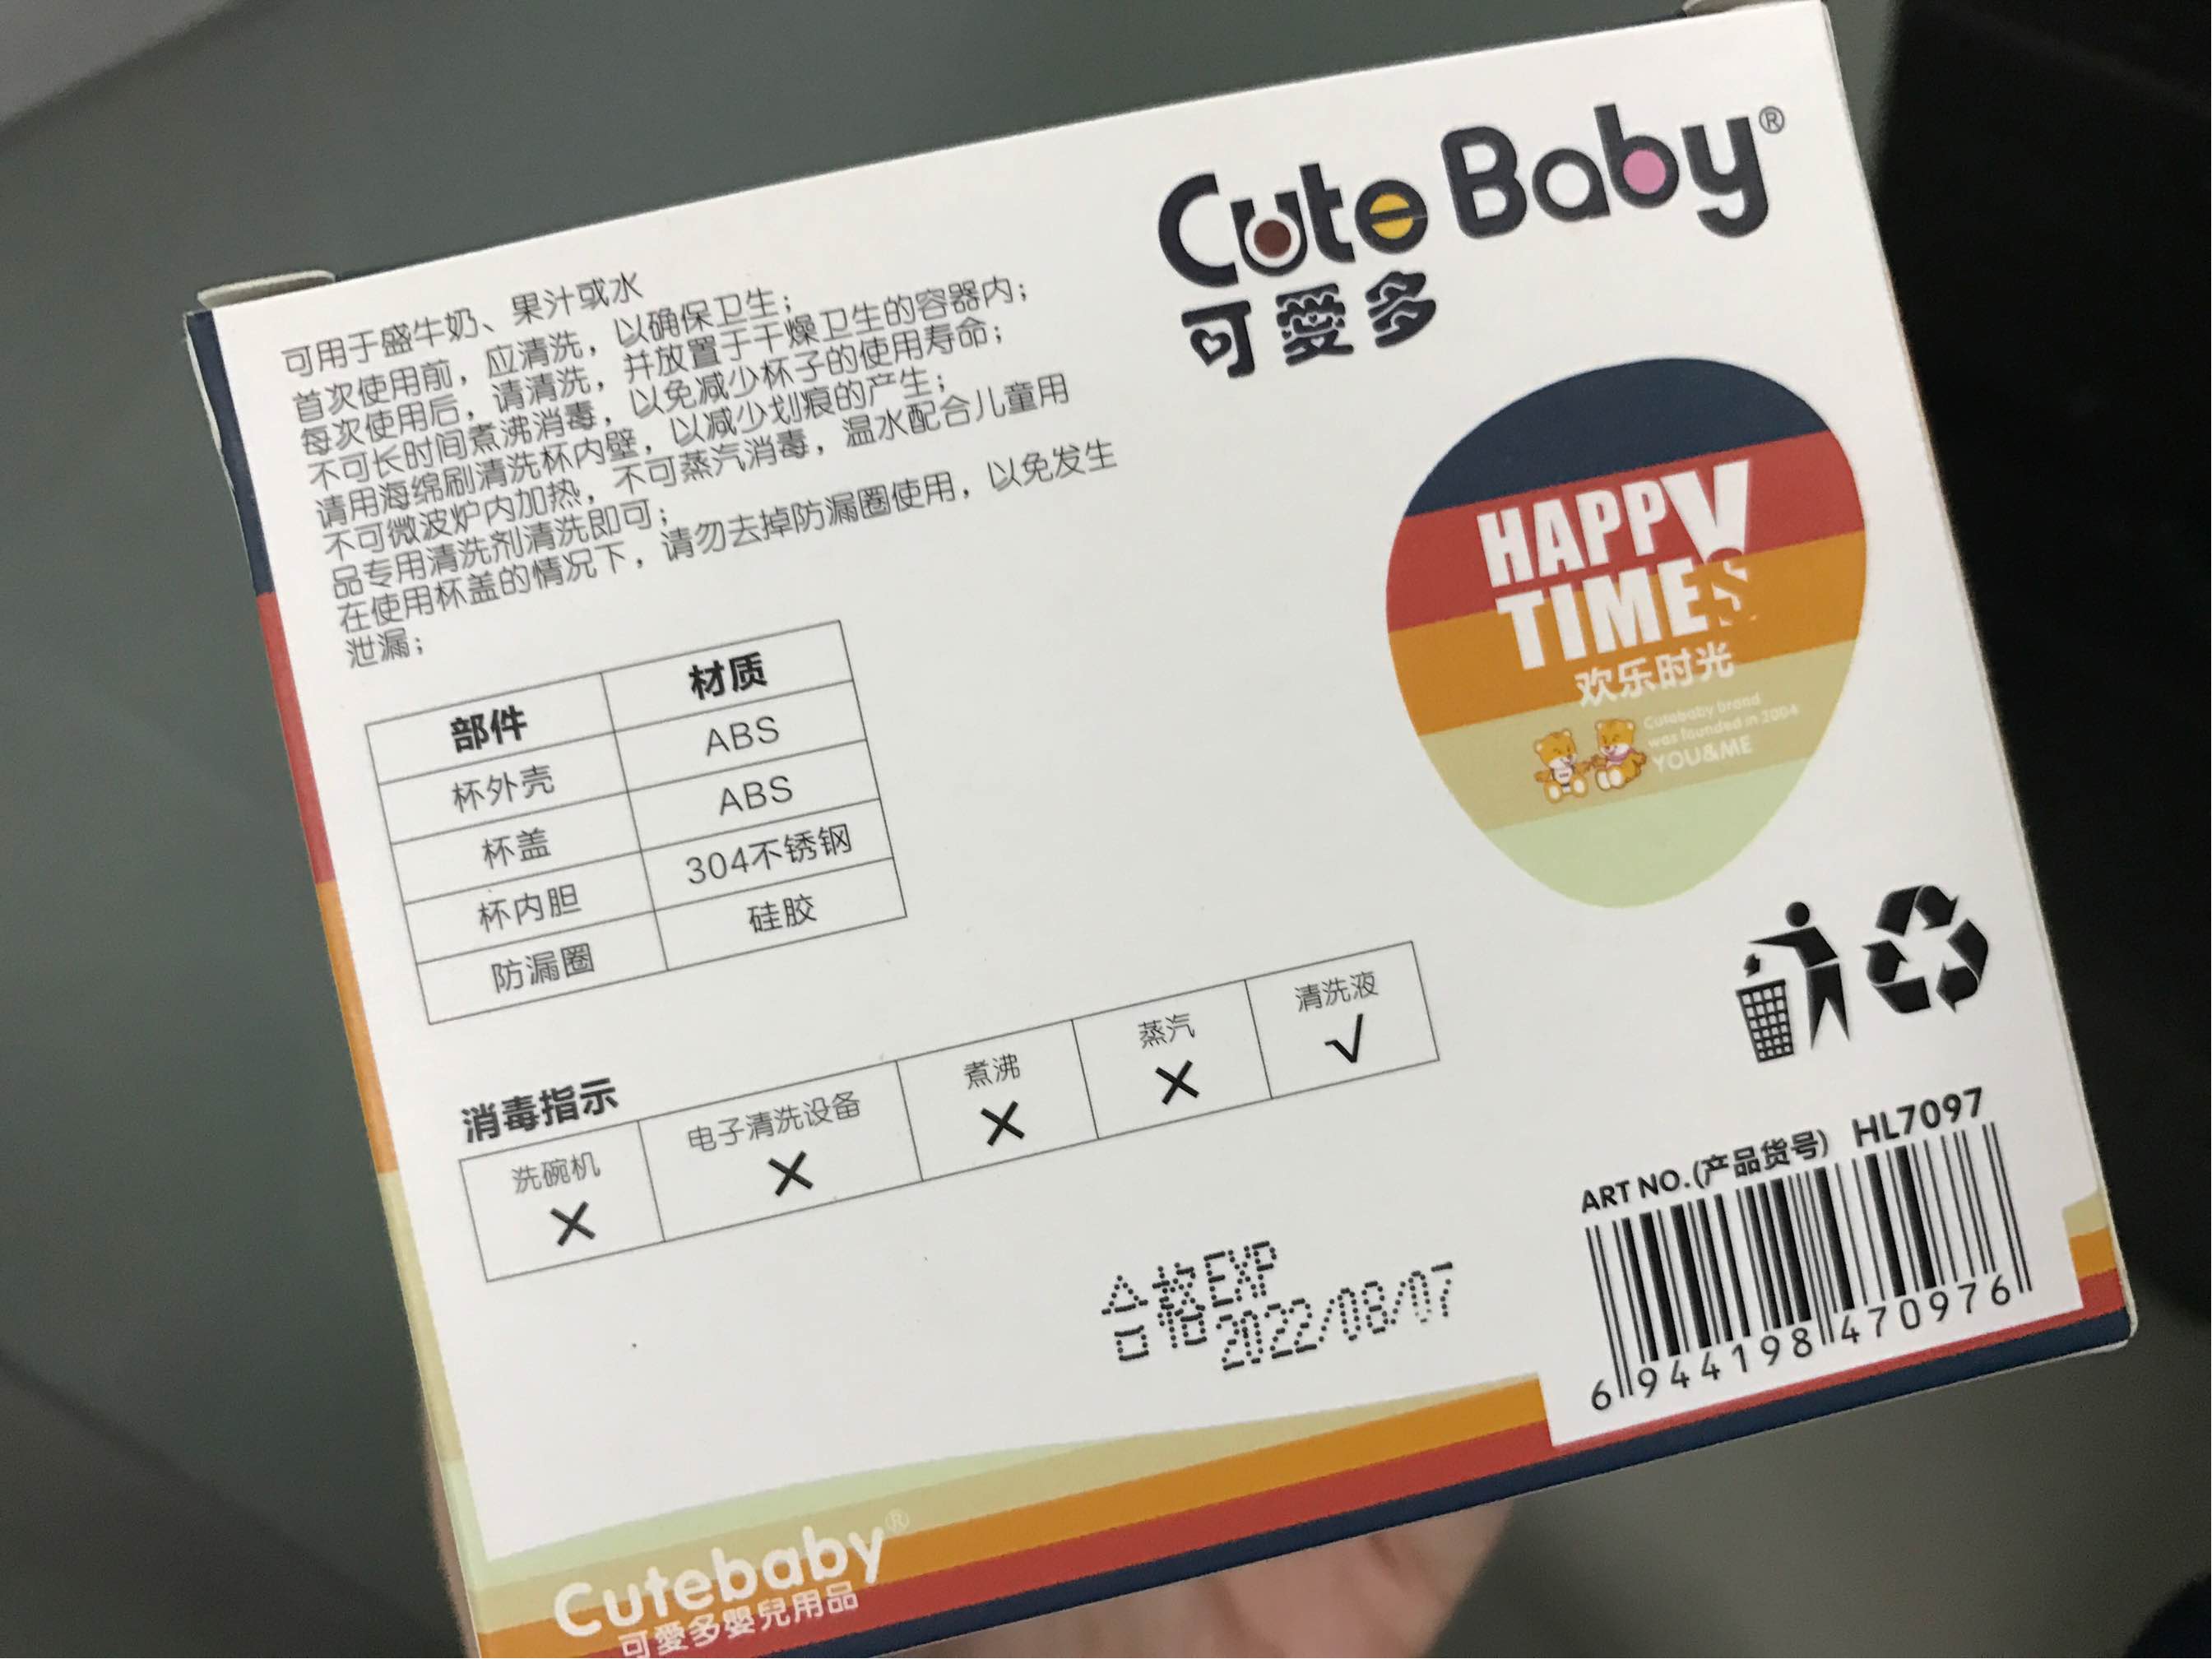 Cute Baby®
可愛多
可用于盛牛奶、果汁或水
首次使用前，应清洗，以确保卫生；
每次使用后，请清洗，并放置于干燥卫生的容器内；
不可长时间煮沸消毒，以免减少杯子的使用寿命；
请用海绵刷清洗杯内壁，以减少划痕的产生；
不可微波炉内加热，不可蒸汽消毒，温水配合儿童用
品专用清洗剂清洗即可；
在使用杯盖的情况下，请勿去掉防漏圈使用，以免发生
泄漏；
部件 材质
杯外壳 ABS
杯盖 ABS
杯内胆 304不锈钢
防漏圈 硅胶
HAPPY
TIMES
欢乐时光
Cutebaby brand
was founded in 2004
YOU&ME
消毒指示
洗碗机 电子清洗设备 煮沸 蒸汽 清洗液
× × × × √
合格EXP
2022/08/07
ART NO.(产品货号) HL7097
6 944198 470976
Cutebaby®
可愛多嬰兒用品